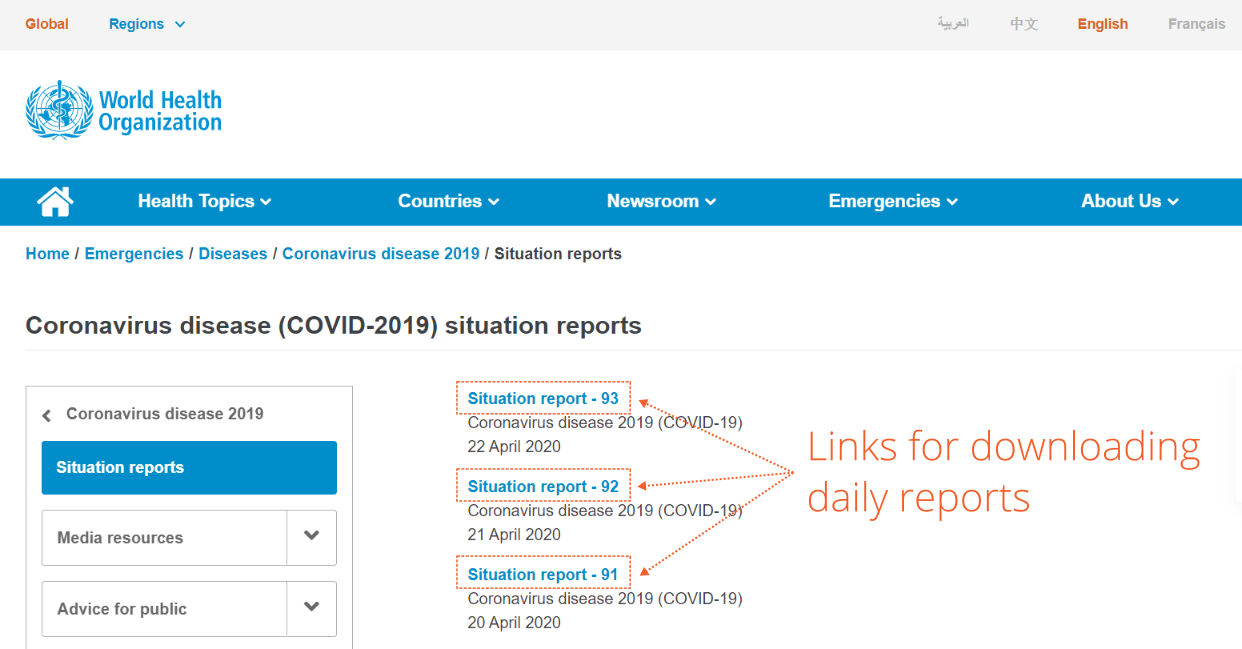 Global Regions العربية 中文 English Français
World Health
Organization
Health Topics Countries Newsroom Emergencies About Us
Home / Emergencies / Diseases / Coronavirus disease 2019 / Situation reports
Coronavirus disease (COVID-2019) situation reports
Coronavirus disease 2019
Situation reports
Media resources
Advice for public
Situation report - 93
Coronavirus disease 2019 (COVID-19)
22 April 2020
Situation report - 92
Coronavirus disease 2019 (COVID-19)
21 April 2020
Situation report - 91
Coronavirus disease 2019 (COVID-19)
20 April 2020
Links for downloading
daily reports